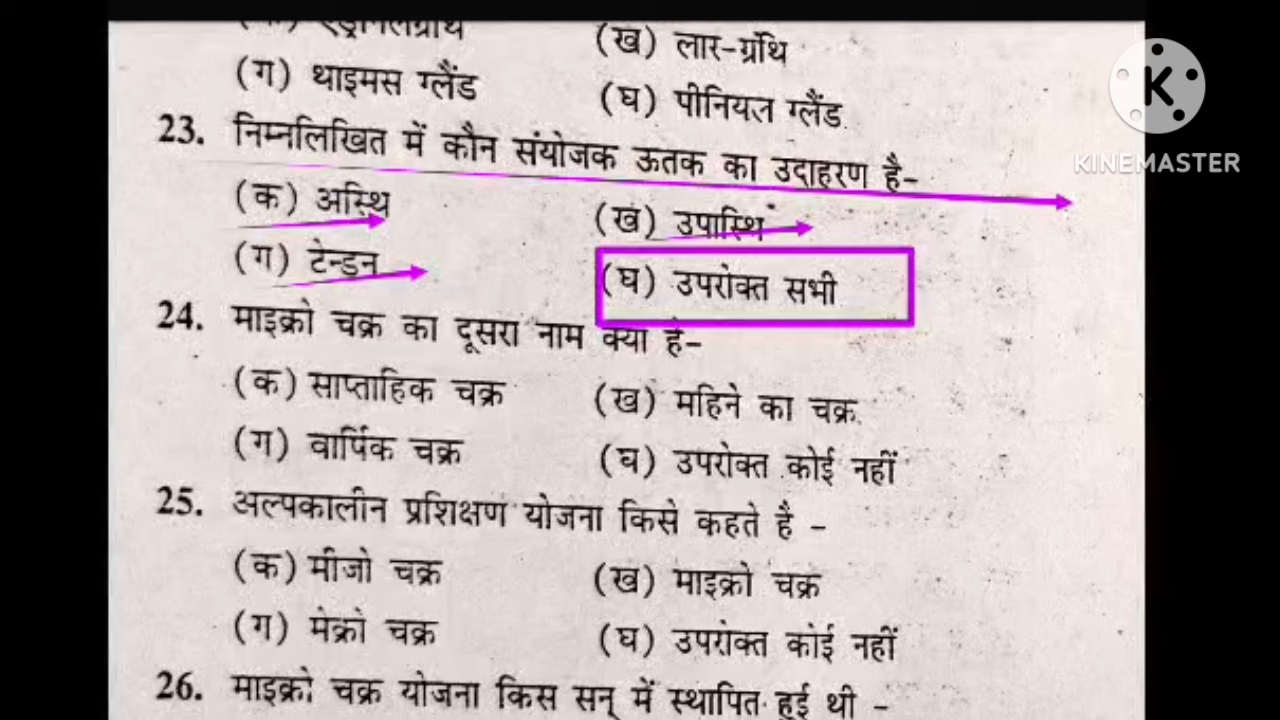 (ख) लार-ग्रंथि
(ग) थाइमस ग्लैंड (घ) पीनियल ग्लैंड
K
KINEMASTER
23. निम्नलिखित में कौन संयोजक ऊतक का उदाहरण है-
(क) अस्थि (ख) उपास्थि
(ग) टेन्डन (घ) उपरोक्त सभी
24. माइक्रो चक्र का दूसरा नाम क्या है-
(क) साप्ताहिक चक्र (ख) महिने का चक्र
(ग) वार्षिक चक्र (घ) उपरोक्त कोई नहीं
25. अल्पकालीन प्रशिक्षण योजना किसे कहते है -
(क) मीजो चक्र (ख) माइक्रो चक्र
(ग) मेक्रो चक्र (घ) उपरोक्त कोई नहीं
26. माइक्रो चक्र योजना किस सन् में स्थापित हुई थी -